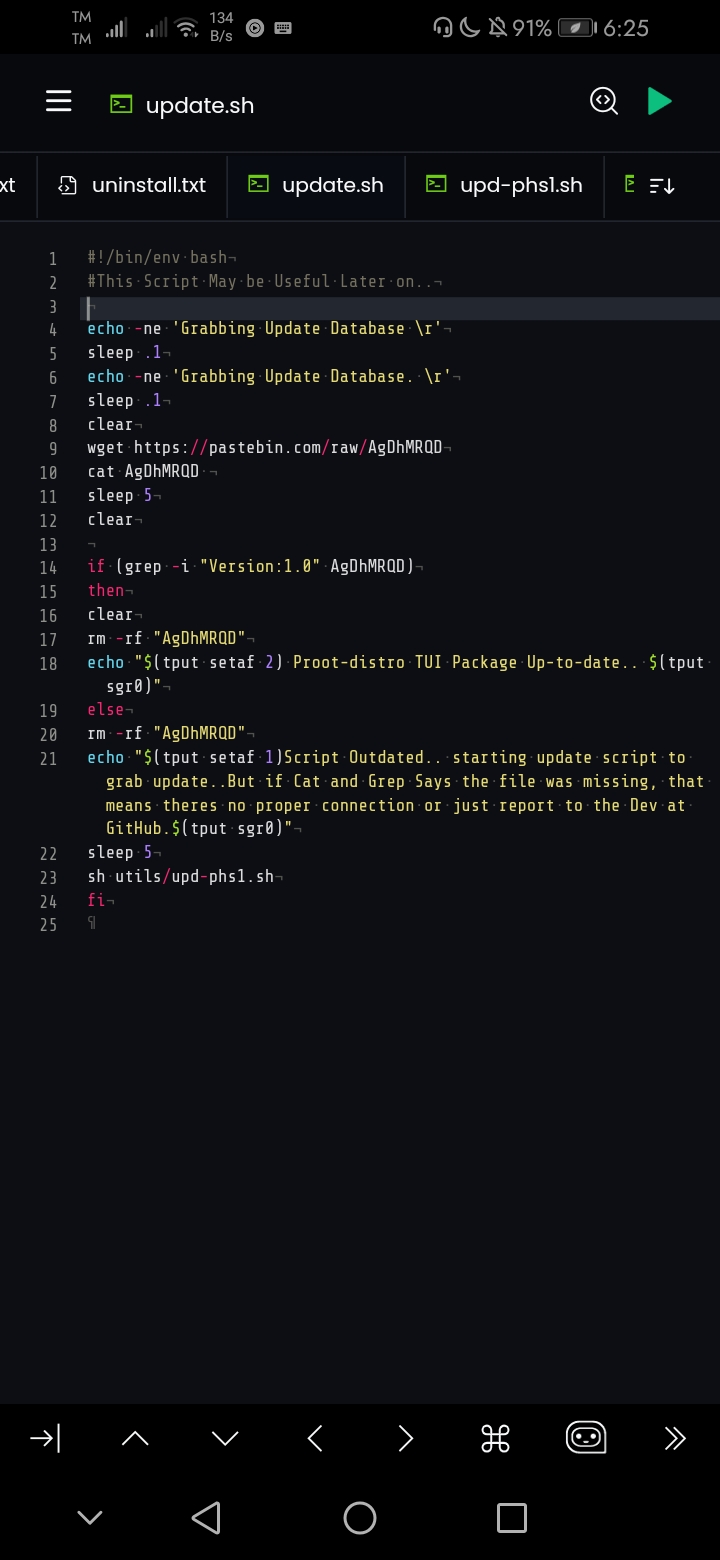 TM
TM
134
B/s
91%
6:25
update.sh
xt
uninstall.txt
update.sh
upd-phs1.sh
1 #!/bin/env bash
2 #This Script May be Useful Later on..
3
4 echo -ne 'Grabbing Update Database \r'
5 sleep .1
6 echo -ne 'Grabbing Update Database. \r'
7 sleep .1
8 clear
9 wget https://pastebin.com/raw/AgDhMRQD
10 cat AgDhMRQD
11 sleep 5
12 clear
13
14 if (grep -i "Version:1.0" AgDhMRQD)
15 then
16 clear
17 rm -rf "AgDhMRQD"
18 echo "$(tput setaf 2) Proot-distro TUI Package Up-to-date.. $(tput
sgr0)"
19 else
20 rm -rf "AgDhMRQD"
21 echo "$(tput setaf 1)Script Outdated.. starting update script to
grab update..But if Cat and Grep Says the file was missing, that
means theres no proper connection or just report to the Dev at
GitHub.$(tput sgr0)"
22 sleep 5
23 sh utils/upd-phs1.sh
24 fi
25